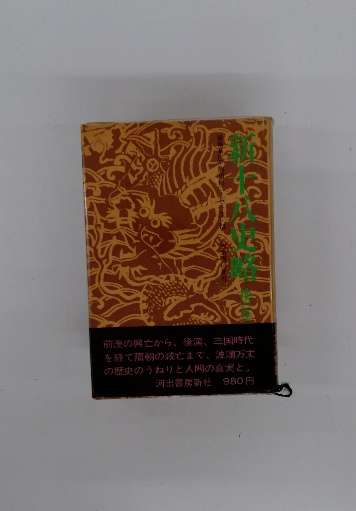 新十八史略
前漢の興亡から、後漢、三国時代
を経て隋朝の滅亡まで、波瀾万丈
の歴史のうねりと人間の真実と。
河出書房新社 980円